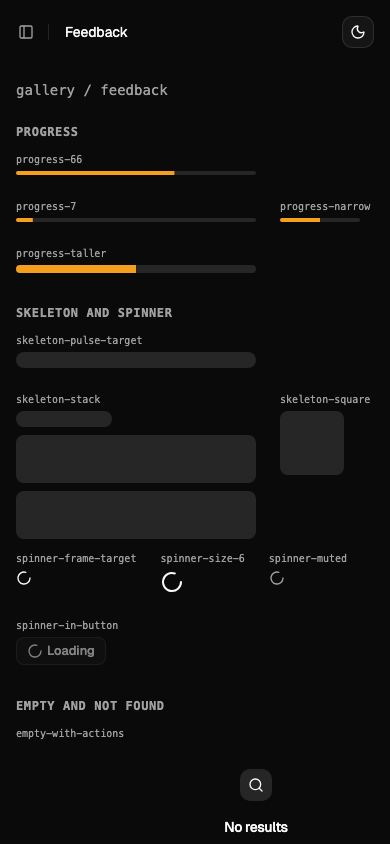 Feedback
gallery / feedback
PROGRESS
progress-66
progress-7
progress-narrow
progress-taller
SKELETON AND SPINNER
skeleton-pulse-target
skeleton-stack
skeleton-square
spinner-frame-target
spinner-size-6
spinner-muted
spinner-in-button
Loading
EMPTY AND NOT FOUND
empty-with-actions
No results